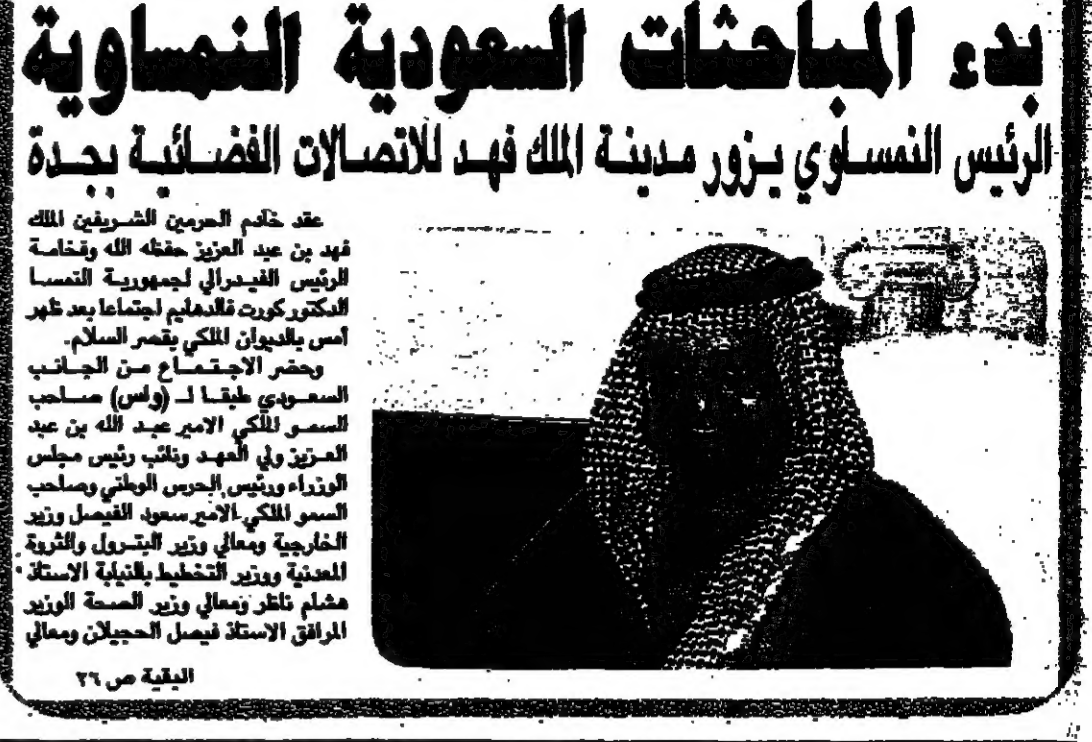 بدء المباحثات السعودية النمساوية
الرئيس النمساوي يزور مدينة الملك فهد للاتصالات الفضائية بجدة
عقد خادم الحرمين الشريفين الملك
فهد بن عبد العزيز حفظه الله وفخامة
الرئيس الفيدرالي لجمهورية النمسا
الدكتور كورت فالدهايم اجتماعا بعد ظهر
أمس بالديوان الملكي بقصر السلام.
وحضر الاجتماع من الجانب
السعودي طبقا لـ (واس) صاحب
السمو الملكي الامير عبد الله بن عبد
العزيز ولي العهد ونائب رئيس مجلس
الوزراء ورئيس الحرس الوطني وصاحب
السمو الملكي الامير سعود الفيصل وزير
الخارجية ومعالي وزير البترول والثروة
المعدنية ووزير التخطيط بالنيابة الاستاذ
هشام ناظر ومعالي وزير الصحة الوزير
المرافق الاستاذ فيصل الحجيلان ومعالي
البقية ص ٢٦